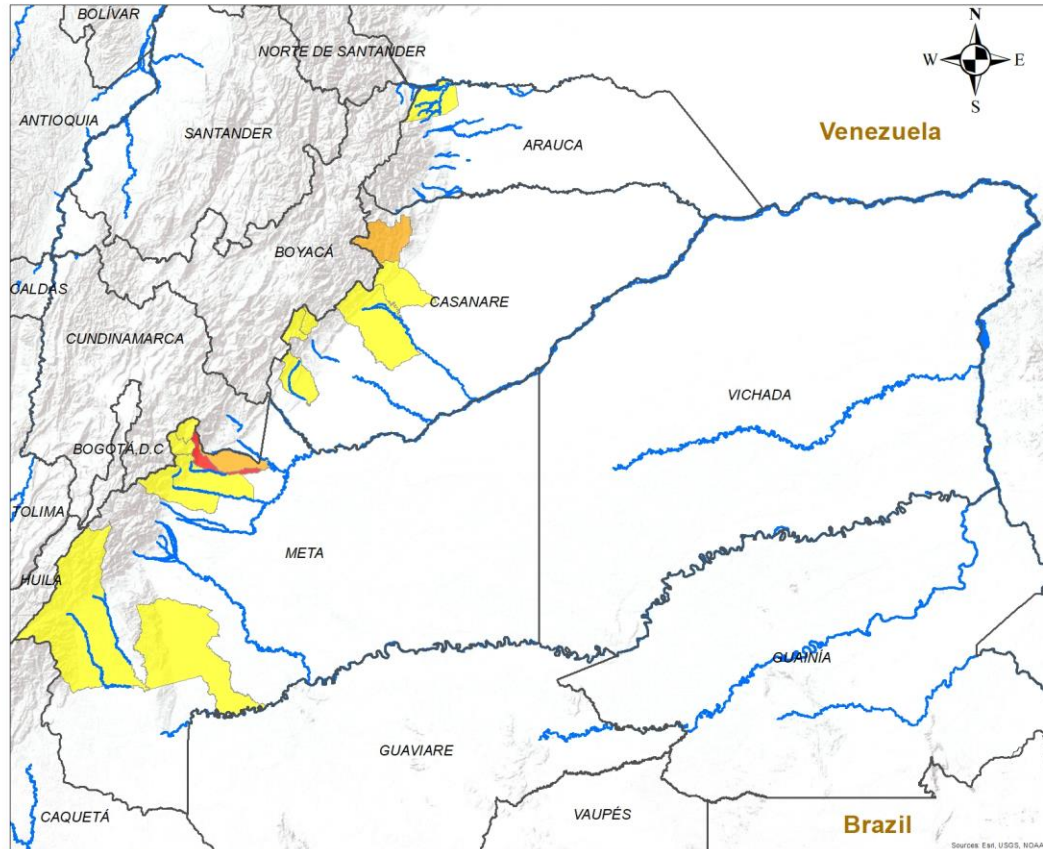 BOLÍVAR
NORTE DE SANTANDER
N
W
E
S
ANTIOQUIA
SANTANDER
ARAUCA
Venezuela
BOYACÁ
CALDAS
CASANARE
CUNDINAMARCA
VICHADA
BOGOTÁ,D.C
TOLIMA
META
HUILA
GUAINÍA
GUAVIARE
CAQUETÁ
VAUPÉS
Brazil
Sources: Esri, USGS, NOAA